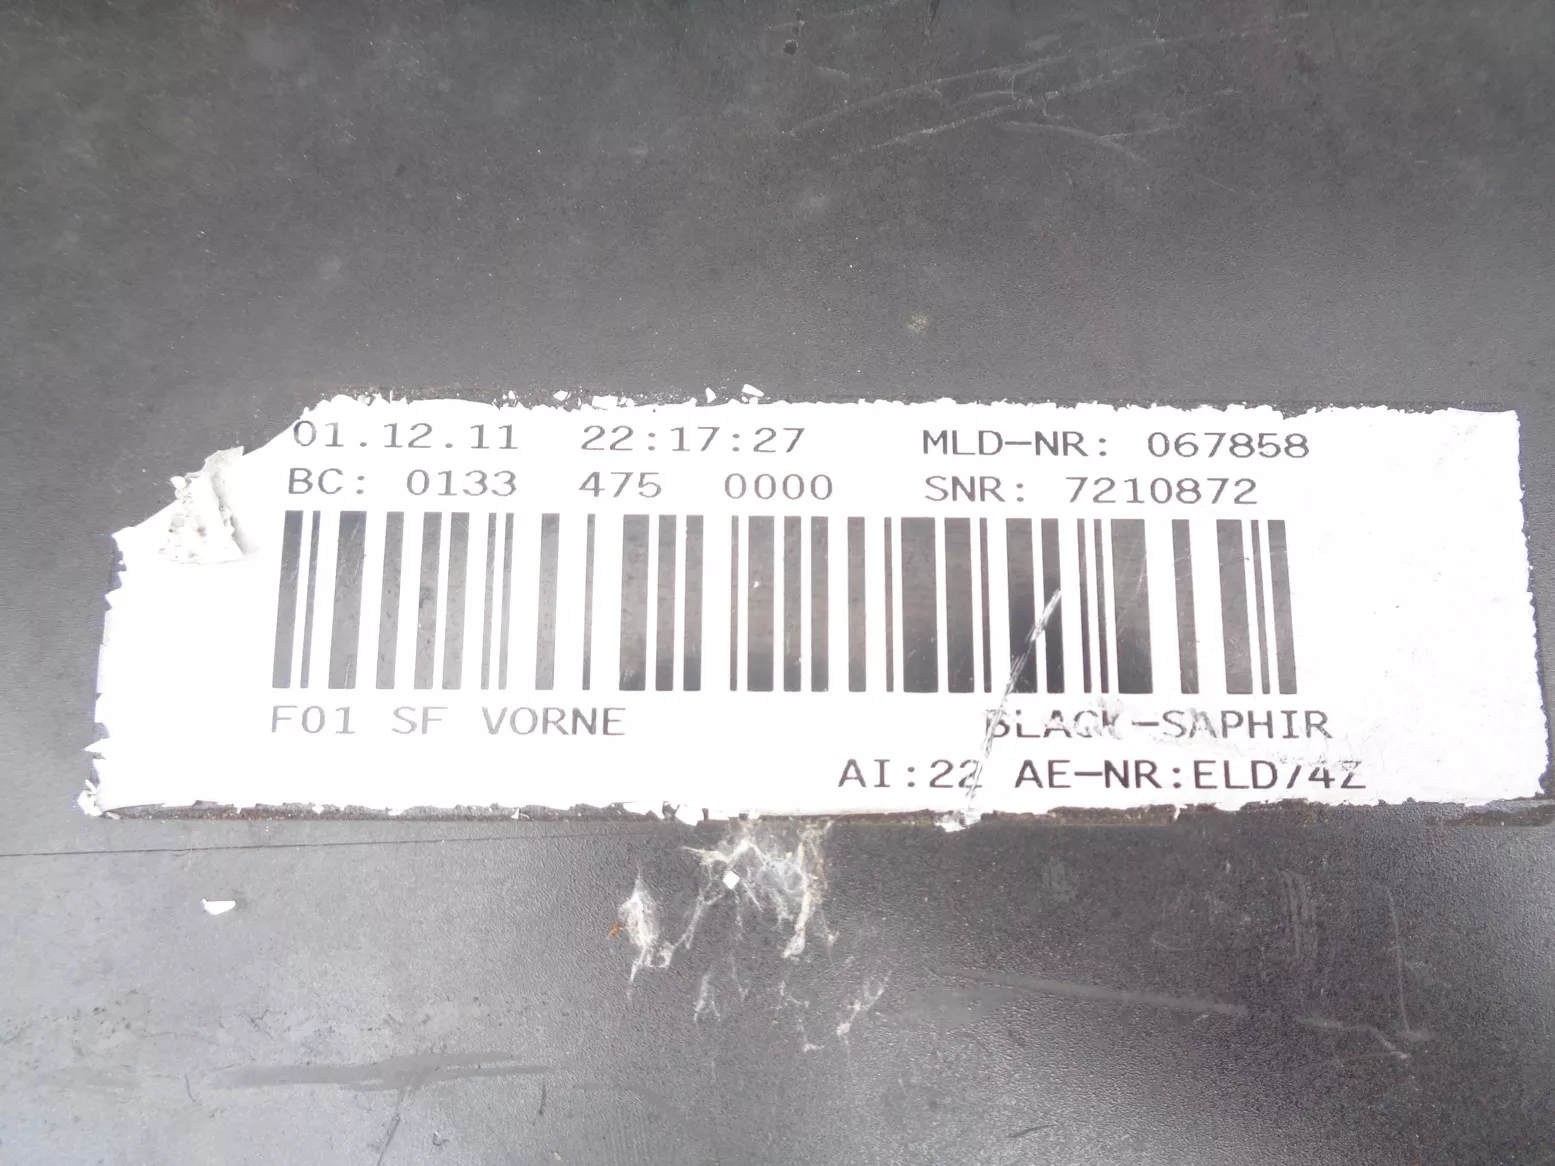 01.12.11 22:17:27 MLD-NR: 067858
BC: 0133 475 0000 SNR: 7210872
F01 SF VORNE BLACK-SAPHIR
AI:22 AE-NR: